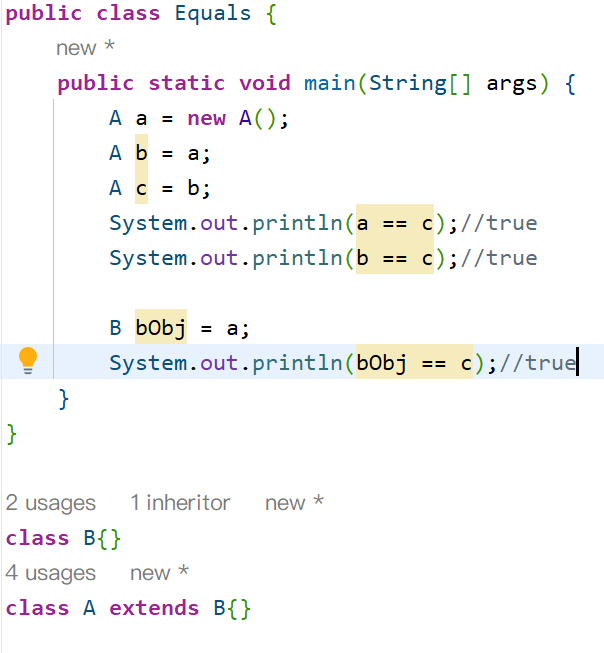 public class Equals {
new *
public static void main(String[] args) {
A a = new A();
A b = a;
A c = b;
System.out.println(a == c);//true
System.out.println(b == c);//true
B bObj = a;
System.out.println(bObj == c);//true
}
}
2 usages 1 inheritor new *
class B{}
4 usages new *
class A extends B{}